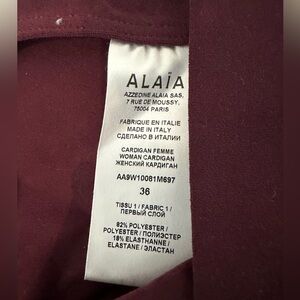 ALAÏA
AZZEDINE ALAIA SAS,
7 RUE DE MOUSSY,
75004 PARIS
FABRIQUE EN ITALIE
MADE IN ITALY
СДЕЛАНО В ИТАЛИИ
CARDIGAN FEMME
WOMAN CARDIGAN
ЖЕНСКИЙ КАРДИГАН
AA9W10081M697
36
TISSU 1 / FABRIC 1 /
ПЕРВЫЙ СЛОЙ
82% POLYESTER /
POLYESTER / ПОЛИЭСТЕР
18% ELASTHANNE /
ELASTANE / ЭЛАСТАН